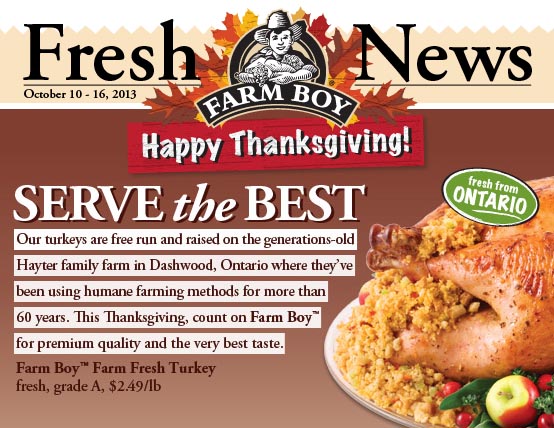 Fresh News
October 10 - 16, 2013
FARM BOY™
Happy Thanksgiving!
SERVE the BEST
fresh from
ONTARIO
Our turkeys are free run and raised on the generations-old
Hayter family farm in Dashwood, Ontario where they've
been using humane farming methods for more than
60 years. This Thanksgiving, count on Farm Boy™
for premium quality and the very best taste.
Farm Boy™ Farm Fresh Turkey
fresh, grade A, $2.49/lb